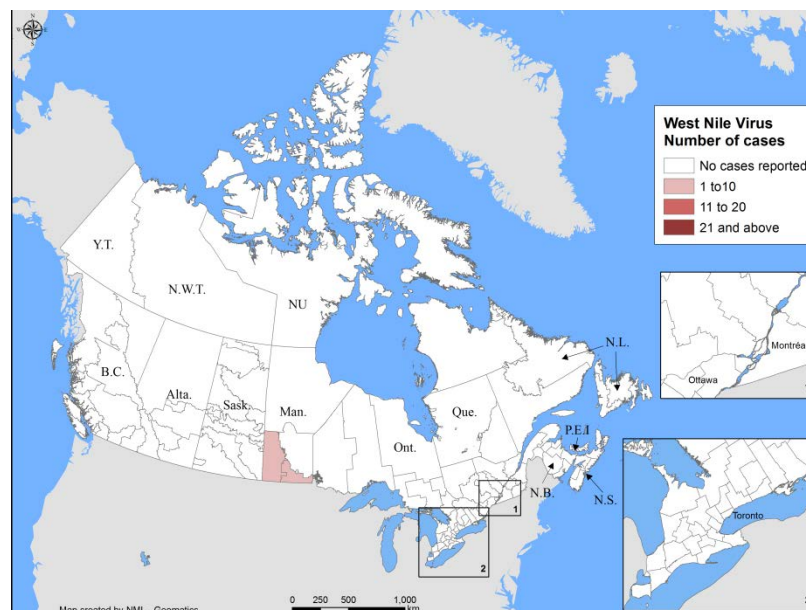 N
W
E
S
West Nile Virus
Number of cases
No cases reported
1 to10
11 to 20
21 and above
Y.T.
N.W.T.
NU
B.C.
Alta.
Sask.
Man.
Ont.
Que.
N.L.
P.E.I
N.B.
N.S.
1
2
Montréal
Ottawa
Toronto
0 250 500 1,000
km